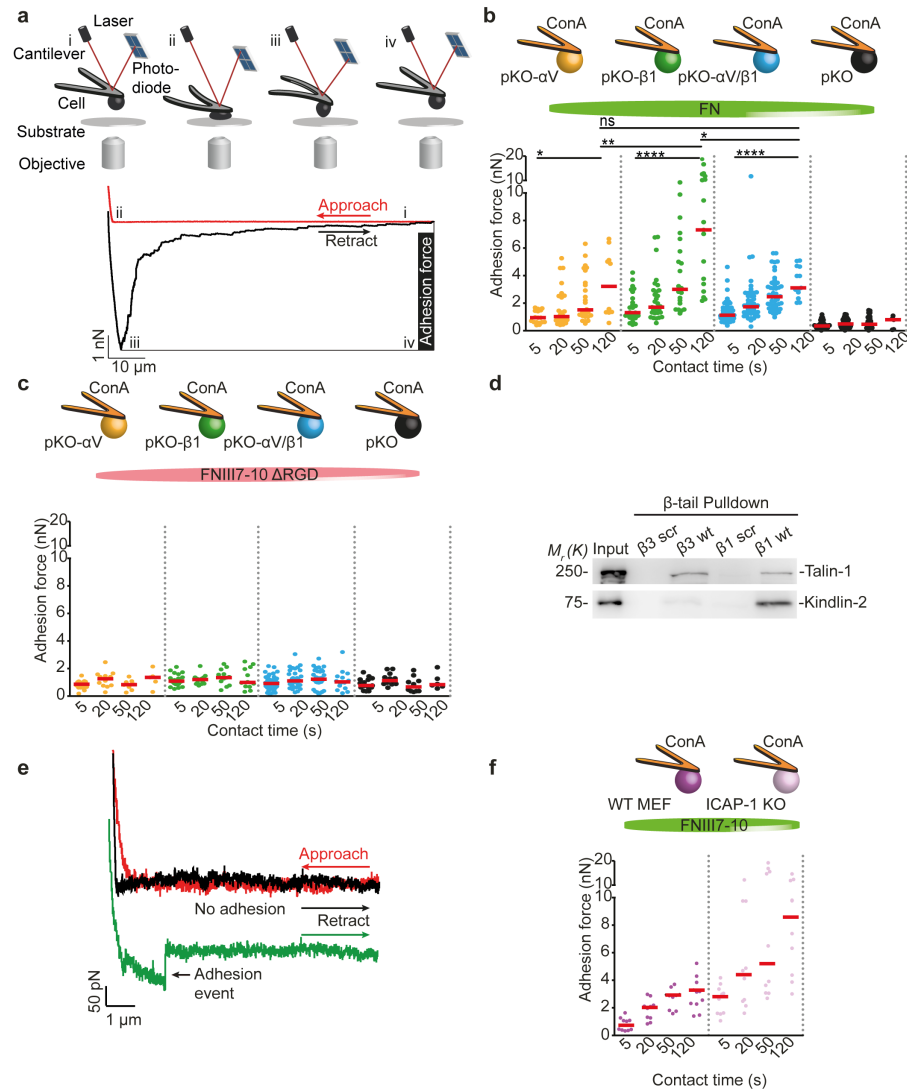 a
Laser
i
ii
iii
iv
Cantilever
Photo-
diode
Cell
Substrate
Objective
ii
Approach
i
Retract
Adhesion force
1 nN
iii
iv
10 µm
b
ConA
ConA
ConA
ConA
pKO-αV
pKO-β1
pKO-αV/β1
pKO
FN
ns
*
**
*
****
****
Adhesion force (nN)
20
10
8
6
4
2
0
5 20 50 120 5 20 50 120 5 20 50 120 5 20 50 120
Contact time (s)
c
ConA
ConA
ConA
ConA
pKO-αV
pKO-β1
pKO-αV/β1
pKO
FNIII7-10 ΔRGD
Adhesion force (nN)
20
10
8
6
4
2
0
5 20 50 120 5 20 50 120 5 20 50 120 5 20 50 120
Contact time (s)
d
β-tail Pulldown
Mr (K) Input β3 scr β3 wt β1 scr β1 wt
250- -Talin-1
75- -Kindlin-2
e
Approach
No adhesion
Retract
Adhesion
event
50 pN
1 µm
f
ConA
ConA
WT MEF
ICAP-1 KO
FNIII7-10
Adhesion force (nN)
20
10
8
6
4
2
0
5 20 50 120 5 20 50 120
Contact time (s)